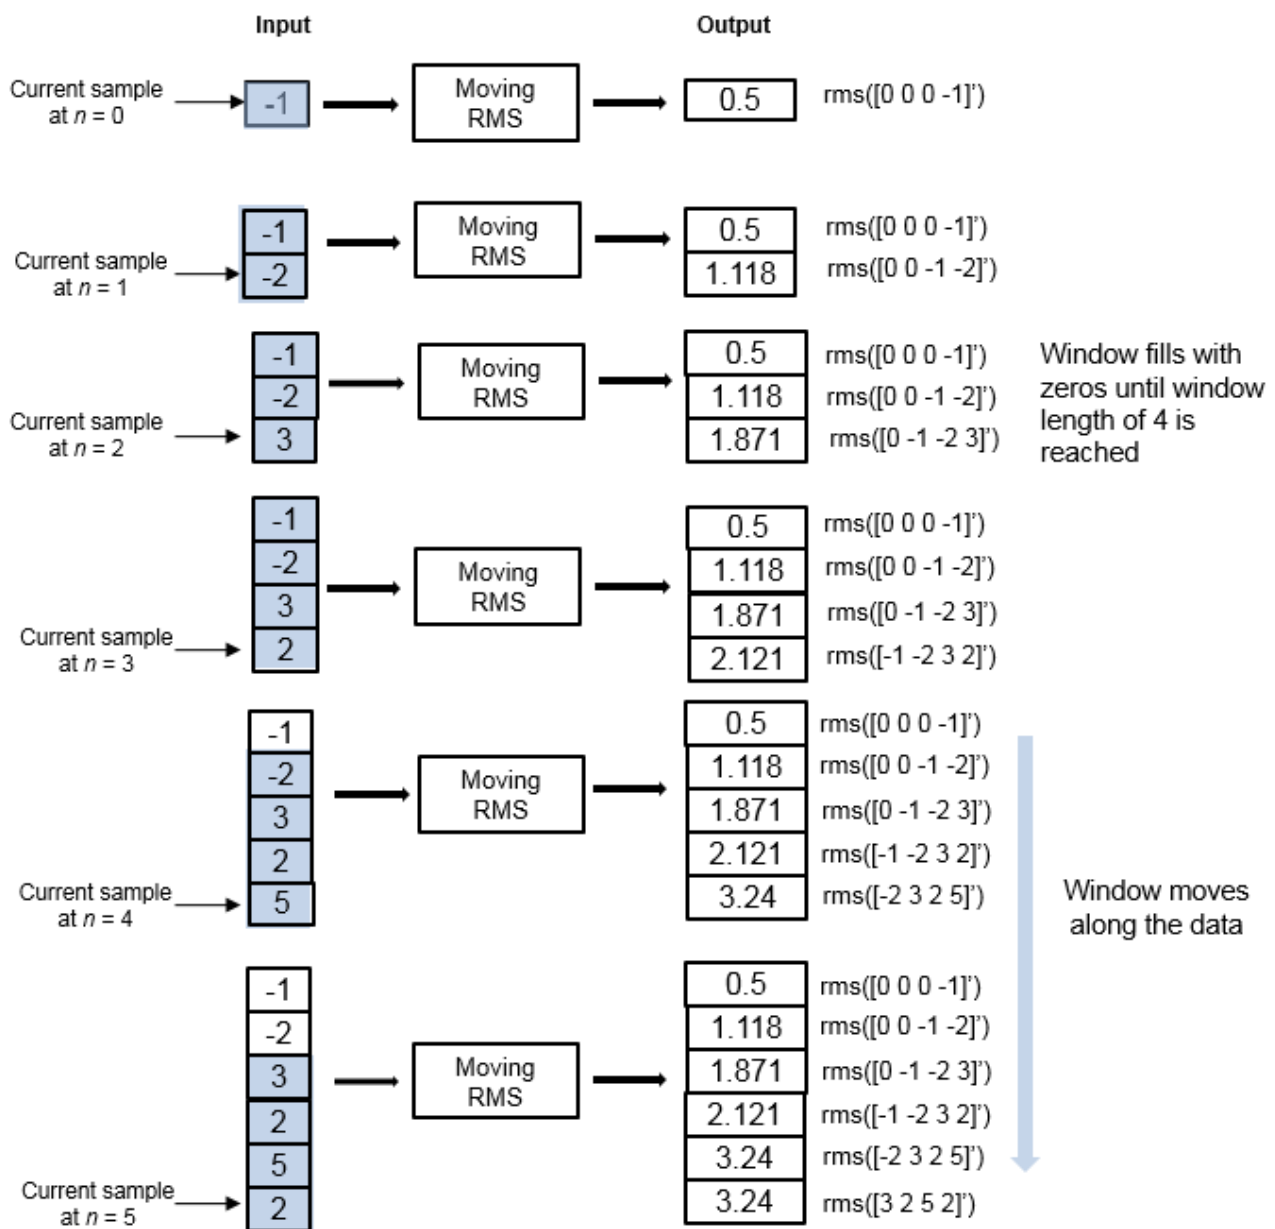 Input
Output
Current sample
at n = 0
-1
Moving
RMS
0.5
rms([0 0 0 -1]')
Current sample
at n = 1
-1
-2
Moving
RMS
0.5
1.118
rms([0 0 0 -1]')
rms([0 0 -1 -2]')
Current sample
at n = 2
-1
-2
3
Moving
RMS
0.5
1.118
1.871
rms([0 0 0 -1]')
rms([0 0 -1 -2]')
rms([0 -1 -2 3]')
Window fills with
zeros until window
length of 4 is
reached
Current sample
at n = 3
-1
-2
3
2
Moving
RMS
0.5
1.118
1.871
2.121
rms([0 0 0 -1]')
rms([0 0 -1 -2]')
rms([0 -1 -2 3]')
rms([-1 -2 3 2]')
Current sample
at n = 4
-1
-2
3
2
5
Moving
RMS
0.5
1.118
1.871
2.121
3.24
rms([0 0 0 -1]')
rms([0 0 -1 -2]')
rms([0 -1 -2 3]')
rms([-1 -2 3 2]')
rms([-2 3 2 5]')
Window moves
along the data
Current sample
at n = 5
-1
-2
3
2
5
2
Moving
RMS
0.5
1.118
1.871
2.121
3.24
3.24
rms([0 0 0 -1]')
rms([0 0 -1 -2]')
rms([0 -1 -2 3]')
rms([-1 -2 3 2]')
rms([-2 3 2 5]')
rms([3 2 5 2]')